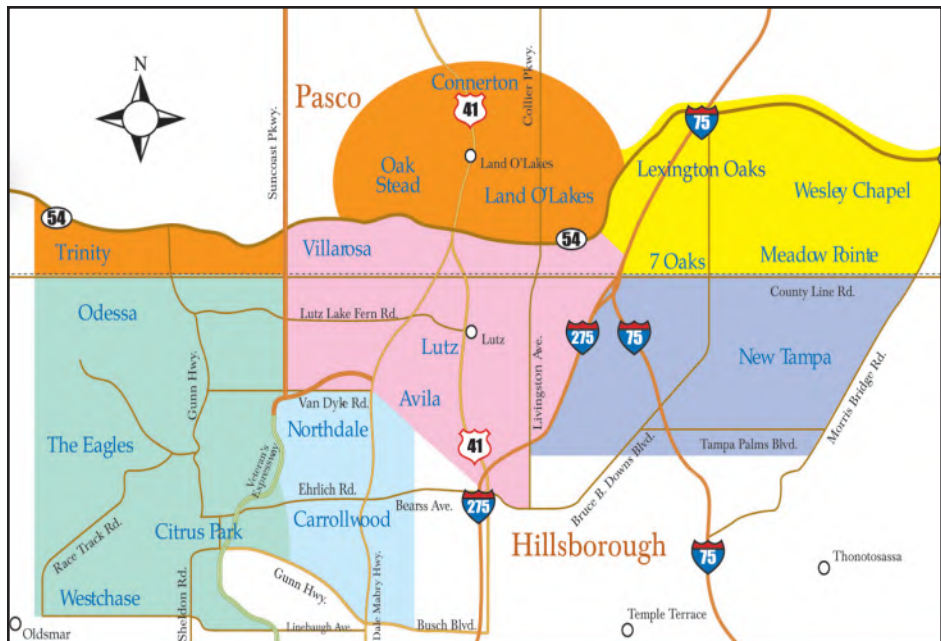 N
Suncoast Pkwy.
Pasco
Connerton
41
Collier Pkwy.
75
Land O'Lakes
Oak
Stead
Land O'Lakes
Lexington Oaks
Wesley Chapel
54
Trinity
Villarosa
54
7 Oaks
Meadow Pointe
County Line Rd.
Odessa
Lutz Lake Fern Rd.
Lutz
Lutz
275
75
New Tampa
Gunn Hwy.
Livingston Ave.
Morris Bridge Rd.
Van Dyke Rd.
Avila
Northdale
The Eagles
Veteran's
Expressway
41
Tampa Palms Blvd.
Bruce B. Downs Blvd.
Ehrlich Rd.
Bearss Ave.
275
Race Track Rd.
Citrus Park
Carrollwood
Hillsborough
75
Thonotosassa
Gunn Hwy.
Westchase
Sheldon Rd.
Dale Mabry Hwy.
Oldsmar
Linebaugh Ave.
Busch Blvd.
Temple Terrace